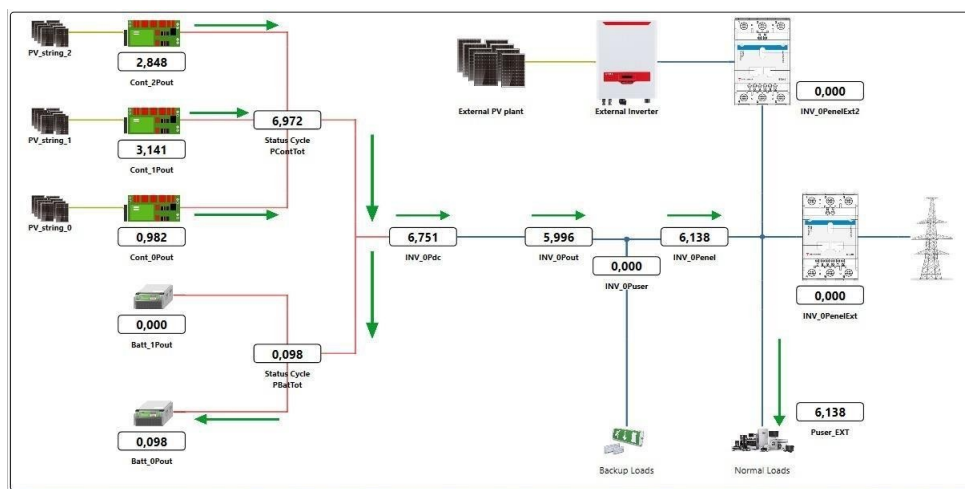 PV_string_2
2,848
Cont_2Pout
PV_string_1
3,141
Cont_1Pout
6,972
Status Cycle
PContTot
PV_string_0
0,982
Cont_0Pout
0,000
Batt_1Pout
0,098
Status Cycle
PBatTot
0,098
Batt_0Pout
6,751
INV_0Pdc
5,996
INV_0Pout
0,000
INV_0Puser
6,138
INV_0Penel
External PV plant
External Inverter
0,000
INV_0PenelExt2
0,000
INV_0PenelExt
6,138
Puser_EXT
Backup Loads
Normal Loads